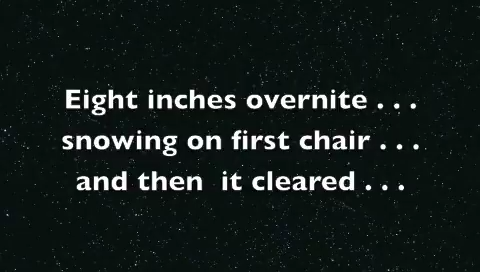 Eight inches overnite . . .
snowing on first chair . . .
and then  it cleared . . .